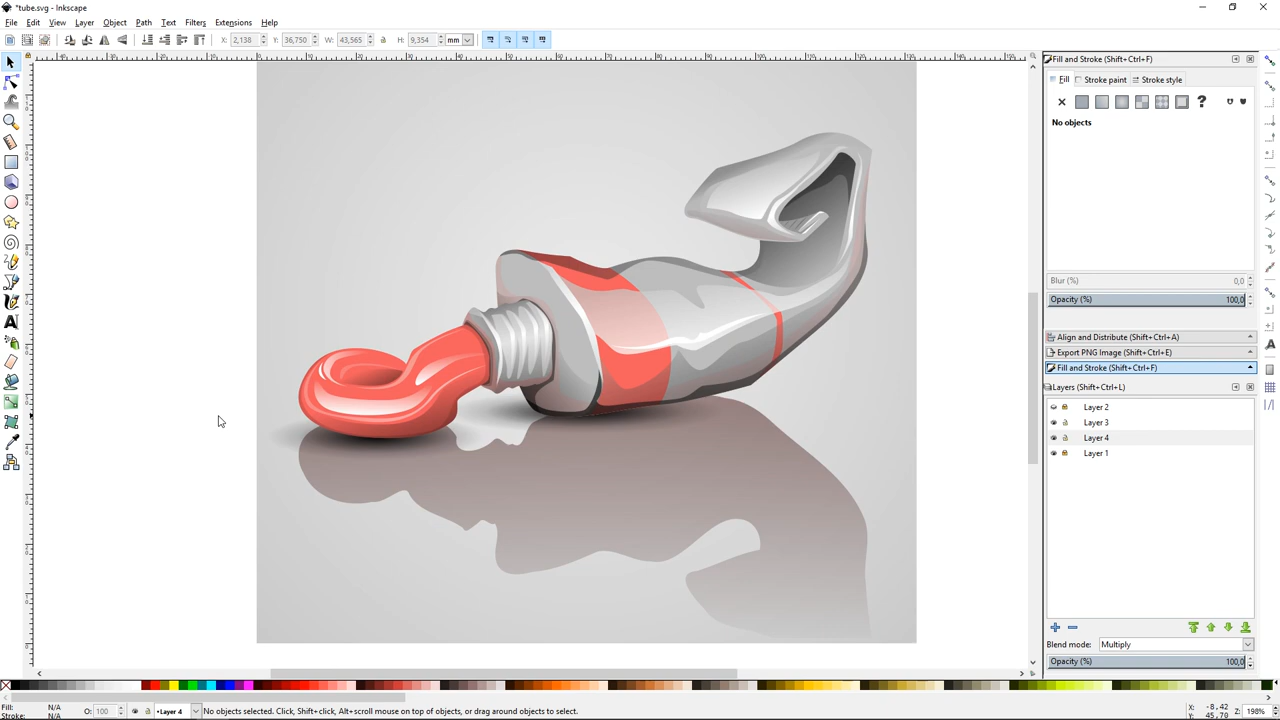 *tube.svg - Inkscape
File Edit View Layer Object Path Text Filters Extensions Help
X: 2,138 Y: 36,750 W: 43,565 H: 9,354 mm
Fill and Stroke (Shift+Ctrl+F)
Fill Stroke paint Stroke style
?
No objects
Blur (%) 0,0
Opacity (%) 100,0
Align and Distribute (Shift+Ctrl+A)
Export PNG Image (Shift+Ctrl+E)
Fill and Stroke (Shift+Ctrl+F)
Layers (Shift+Ctrl+L)
Layer 2
Layer 3
Layer 4
Layer 1
Blend mode: Multiply
Opacity (%) 100,0
Fill: N/A
Stroke: N/A
O: 100
•Layer 4
No objects selected. Click, Shift+click, Alt+scroll mouse on top of objects, or drag around objects to select.
X: -8,42
Y: 45,70
Z: 198%